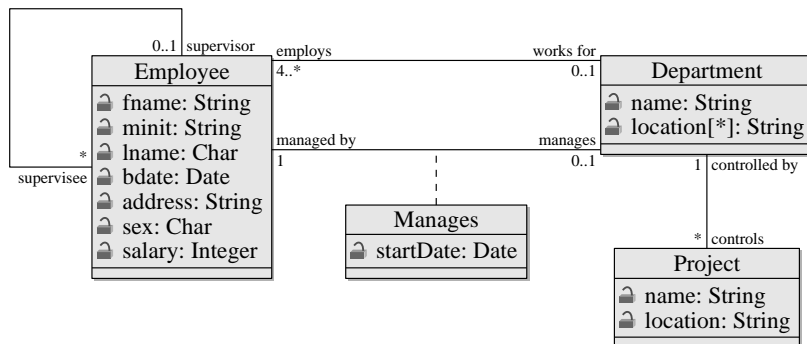 0..1 supervisor
employs
works for
4..*
0..1
Employee
fname: String
minit: String
lname: Char
bdate: Date
address: String
sex: Char
salary: Integer
*
supervisee
managed by
manages
1
0..1
Department
name: String
location[*]: String
1 controlled by
Manages
startDate: Date
* controls
Project
name: String
location: String